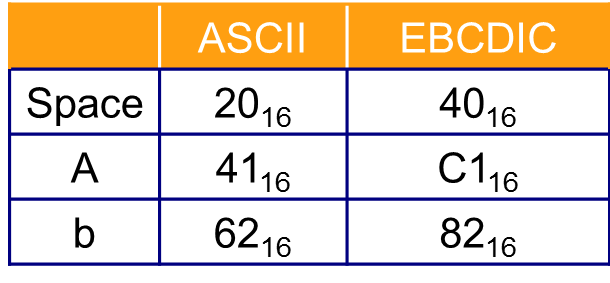 ASCII EBCDIC
Space 20₁₆ 40₁₆
A 41₁₆ C1₁₆
b 62₁₆ 82₁₆